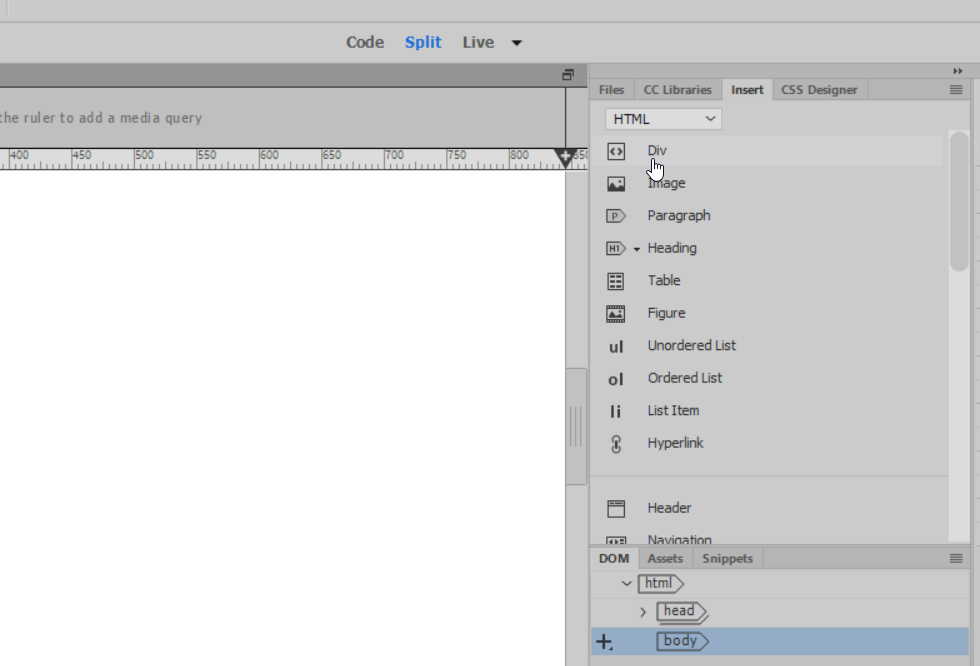 Code Split Live
Files CC Libraries Insert CSS Designer
the ruler to add a media query
HTML
400 450 500 550 600 650 700 750 800 850
Div
Image
P Paragraph
H1 Heading
Table
Figure
ul Unordered List
ol Ordered List
li List Item
Hyperlink
Header
Navigation
DOM Assets Snippets
html
head
body